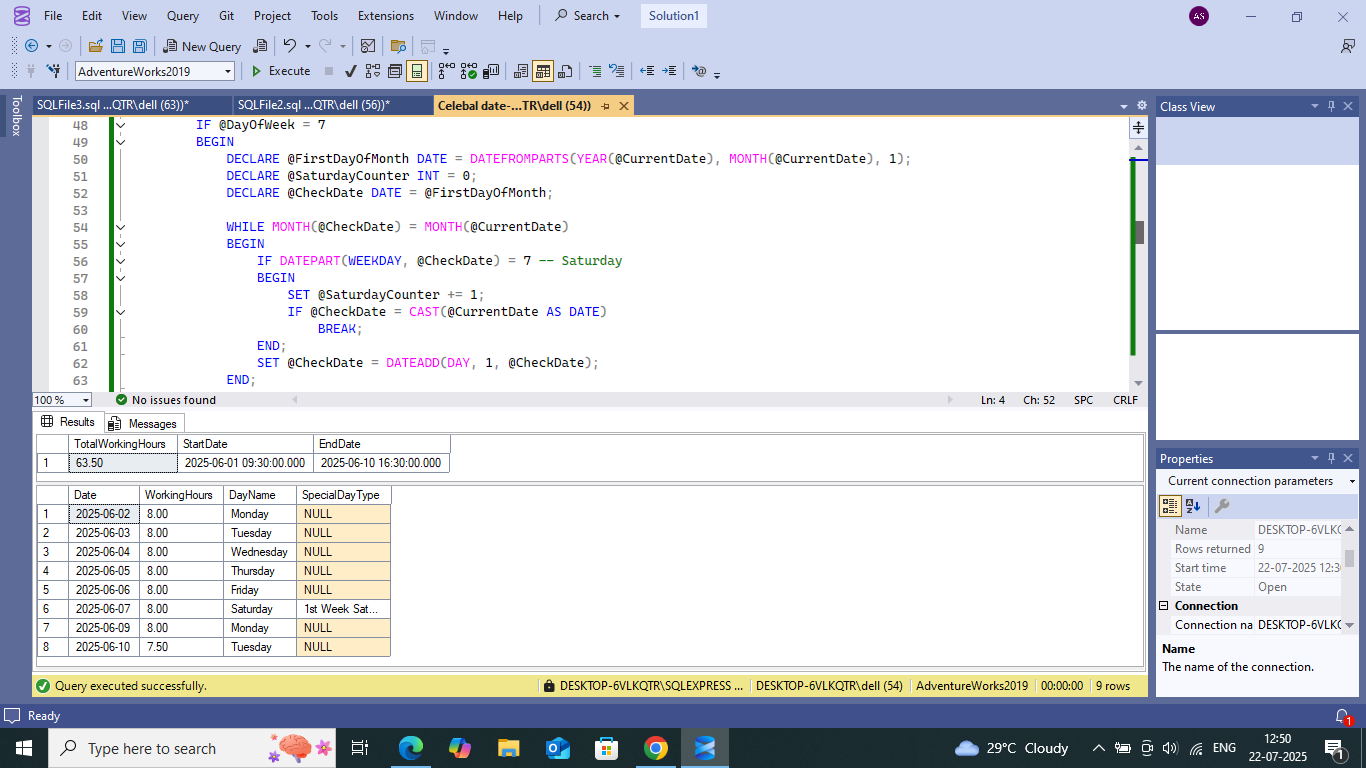 File Edit View Query Git Project Tools Extensions Window Help Search Solution1 AS
New Query
AdventureWorks2019 Execute
Toolbox
SQLFile3.sql ...QTR\dell (63))* SQLFile2.sql ...QTR\dell (56))* Celebal date-...TR\dell (54))
48 IF @DayOfWeek = 7
49 BEGIN
50 DECLARE @FirstDayOfMonth DATE = DATEFROMPARTS(YEAR(@CurrentDate), MONTH(@CurrentDate), 1);
51 DECLARE @SaturdayCounter INT = 0;
52 DECLARE @CheckDate DATE = @FirstDayOfMonth;
53
54 WHILE MONTH(@CheckDate) = MONTH(@CurrentDate)
55 BEGIN
56 IF DATEPART(WEEKDAY, @CheckDate) = 7 -- Saturday
57 BEGIN
58 SET @SaturdayCounter += 1;
59 IF @CheckDate = CAST(@CurrentDate AS DATE)
60 BREAK;
61 END;
62 SET @CheckDate = DATEADD(DAY, 1, @CheckDate);
63 END;
100 % No issues found Ln: 4 Ch: 52 SPC CRLF
Results Messages
TotalWorkingHours StartDate EndDate
1 63.50 2025-06-01 09:30:00.000 2025-06-10 16:30:00.000
Date WorkingHours DayName SpecialDayType
1 2025-06-02 8.00 Monday NULL
2 2025-06-03 8.00 Tuesday NULL
3 2025-06-04 8.00 Wednesday NULL
4 2025-06-05 8.00 Thursday NULL
5 2025-06-06 8.00 Friday NULL
6 2025-06-07 8.00 Saturday 1st Week Sat...
7 2025-06-09 8.00 Monday NULL
8 2025-06-10 7.50 Tuesday NULL
Query executed successfully. DESKTOP-6VLKQTR\SQLEXPRESS ... DESKTOP-6VLKQTR\dell (54) AdventureWorks2019 00:00:00 9 rows
Class View
Properties
Current connection parameters
Name DESKTOP-6VLKQ
Rows returned 9
Start time 22-07-2025 12:3
State Open
Connection
Connection na DESKTOP-6VLKQ
Name
The name of the connection.
Ready 1
Type here to search 29°C Cloudy ENG 12:50
22-07-2025 1